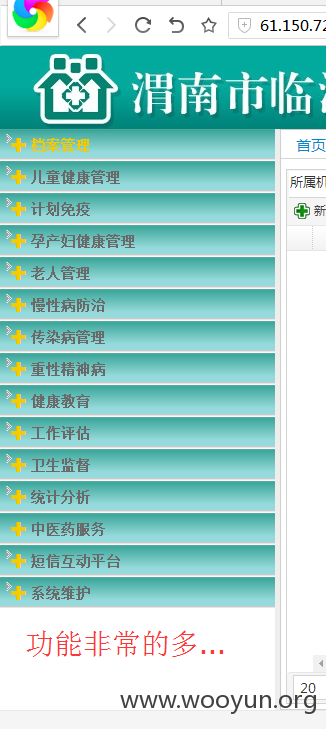 61.150.72
渭南市临
档案管理
首页
儿童健康管理
所属机
计划免疫
新
孕产妇健康管理
老人管理
慢性病防治
传染病管理
重性精神病
健康教育
工作评估
卫生监督
统计分析
中医药服务
短信互动平台
系统维护
功能非常的多...
20
www.wooyun.org